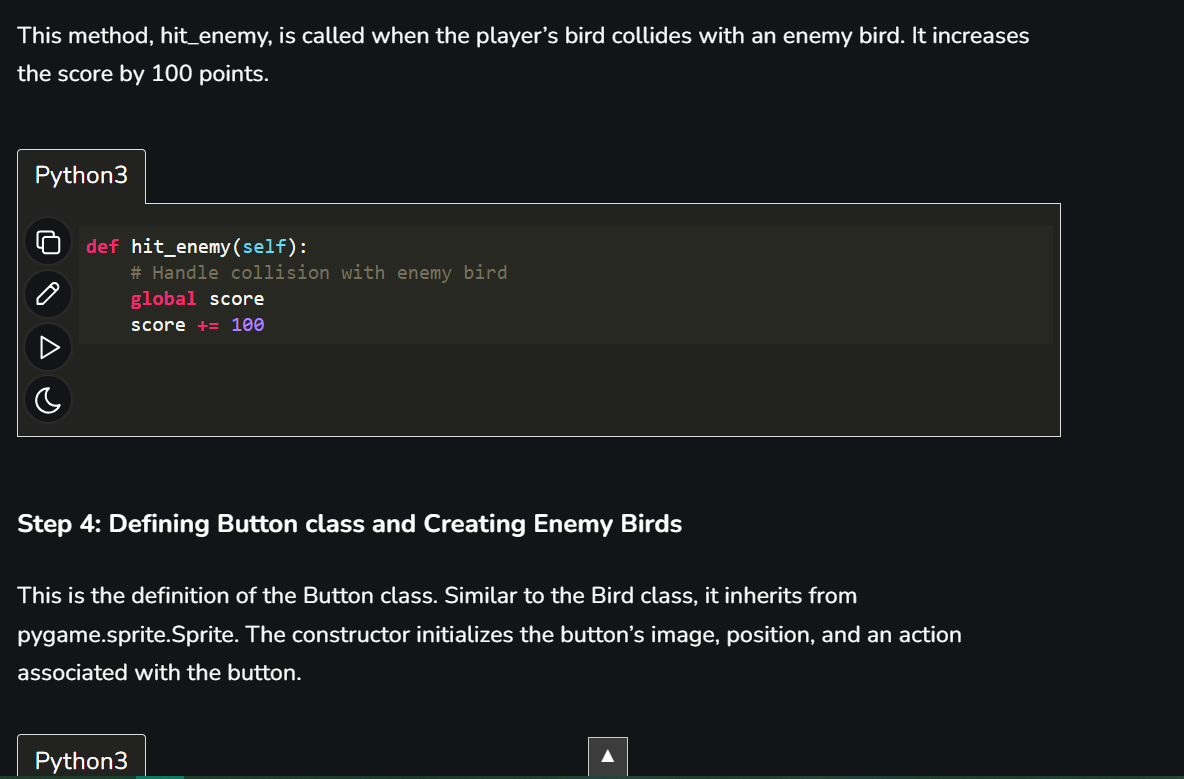 This method, hit_enemy, is called when the player’s bird collides with an enemy bird. It increases
the score by 100 points.
Python3
def hit_enemy(self):
    # Handle collision with enemy bird
    global score
    score += 100
Step 4: Defining Button class and Creating Enemy Birds
This is the definition of the Button class. Similar to the Bird class, it inherits from
pygame.sprite.Sprite. The constructor initializes the button’s image, position, and an action
associated with the button.
Python3